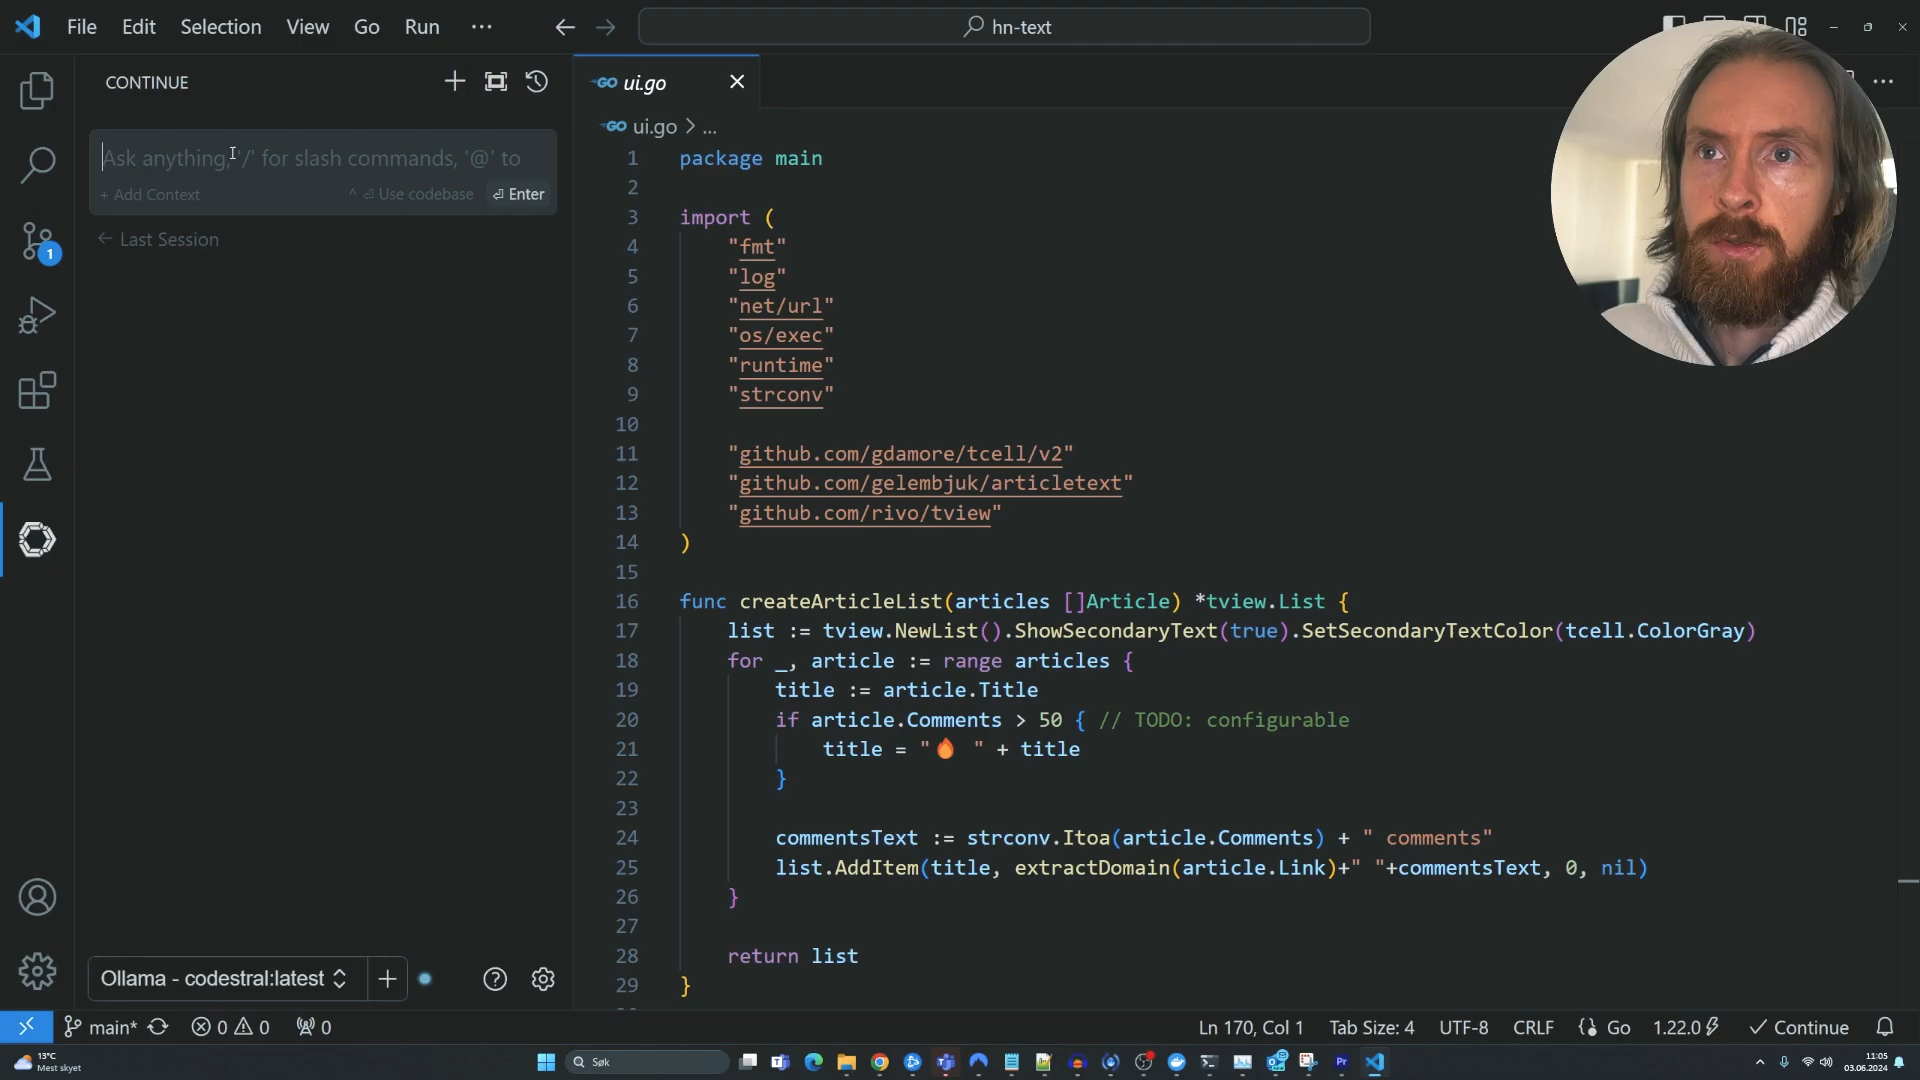 File Edit Selection View Go Run ···
hn-text
CONTINUE
Ask anything, '/' for slash commands, '@' to
+ Add Context ^ ⏎ Use codebase ⏎ Enter
← Last Session
1
ui.go
ui.go > ...
1 package main
2
3 import (
4 "fmt"
5 "log"
6 "net/url"
7 "os/exec"
8 "runtime"
9 "strconv"
10
11 "github.com/gdamore/tcell/v2"
12 "github.com/gelembjuk/articletext"
13 "github.com/rivo/tview"
14 )
15
16 func createArticleList(articles []Article) *tview.List {
17 list := tview.NewList().ShowSecondaryText(true).SetSecondaryTextColor(tcell.ColorGray)
18 for _, article := range articles {
19 title := article.Title
20 if article.Comments > 50 { // TODO: configurable
21 title = "🔥 " + title
22 }
23
24 commentsText := strconv.Itoa(article.Comments) + " comments"
25 list.AddItem(title, extractDomain(article.Link)+" "+commentsText, 0, nil)
26 }
27
28 return list
29 }
Ollama - codestral:latest
main* 0 0 0
Ln 170, Col 1 Tab Size: 4 UTF-8 CRLF Go 1.22.0 ✓ Continue
13°C
Mest skyet
Søk
11:05
03.06.2024